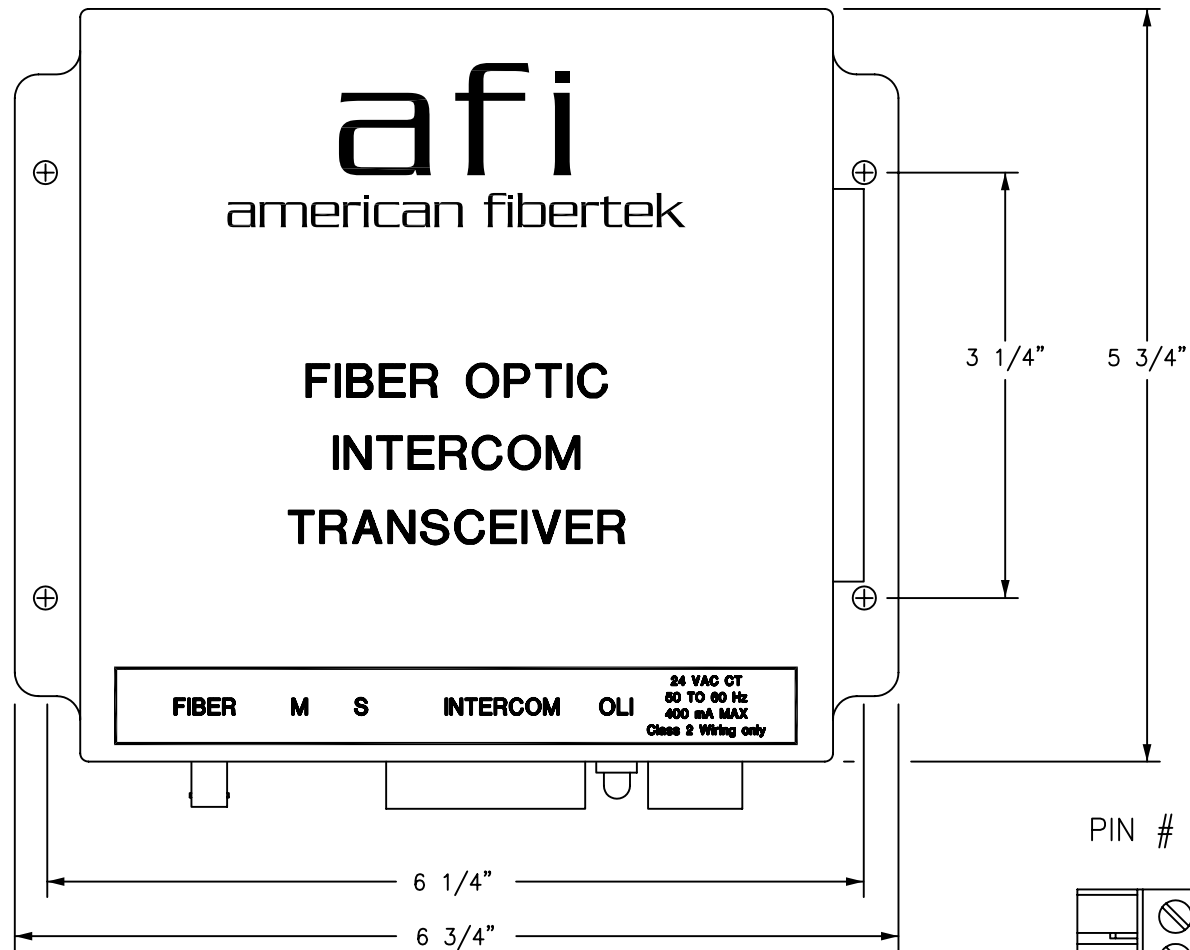 afi
american fibertek
FIBER OPTIC
INTERCOM
TRANSCEIVER
3 1/4"
5 3/4"
FIBER M S INTERCOM OLI
24 VAC CT
50 TO 60 Hz
400 mA MAX
Class 2 Wiring only
PIN #
6 1/4"
6 3/4"